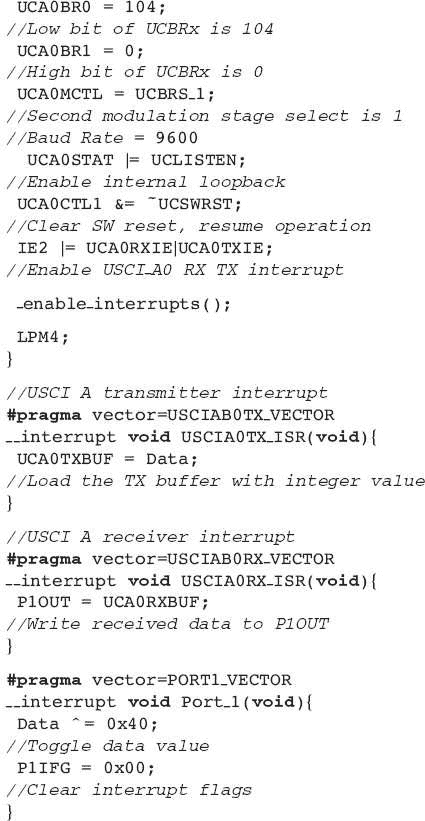 UCA0BR0 = 104;
//Low bit of UCBRx is 104
UCA0BR1 = 0;
//High bit of UCBRx is 0
UCA0MCTL = UCBRS_1;
//Second modulation stage select is 1
//Baud Rate = 9600
UCA0STAT |= UCLISTEN;
//Enable internal loopback
UCA0CTL1 &= ~UCSWRST;
//Clear SW reset, resume operation
IE2 |= UCA0RXIE|UCA0TXIE;
//Enable USCI_A0 RX TX interrupt
_enable_interrupts();
LPM4;
}
//USCI A transmitter interrupt
#pragma vector=USCIAB0TX_VECTOR
__interrupt void USCIA0TX_ISR(void){
UCA0TXBUF = Data;
//Load the TX buffer with integer value
}
//USCI A receiver interrupt
#pragma vector=USCIAB0RX_VECTOR
__interrupt void USCIA0RX_ISR(void){
P1OUT = UCA0RXBUF;
//Write received data to P1OUT
}
#pragma vector=PORT1_VECTOR
__interrupt void Port_1(void){
Data ^= 0x40;
//Toggle data value
P1IFG = 0x00;
//Clear interrupt flags
}